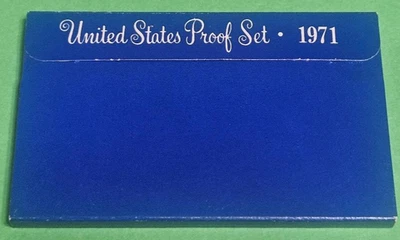 United States Proof Set • 1971